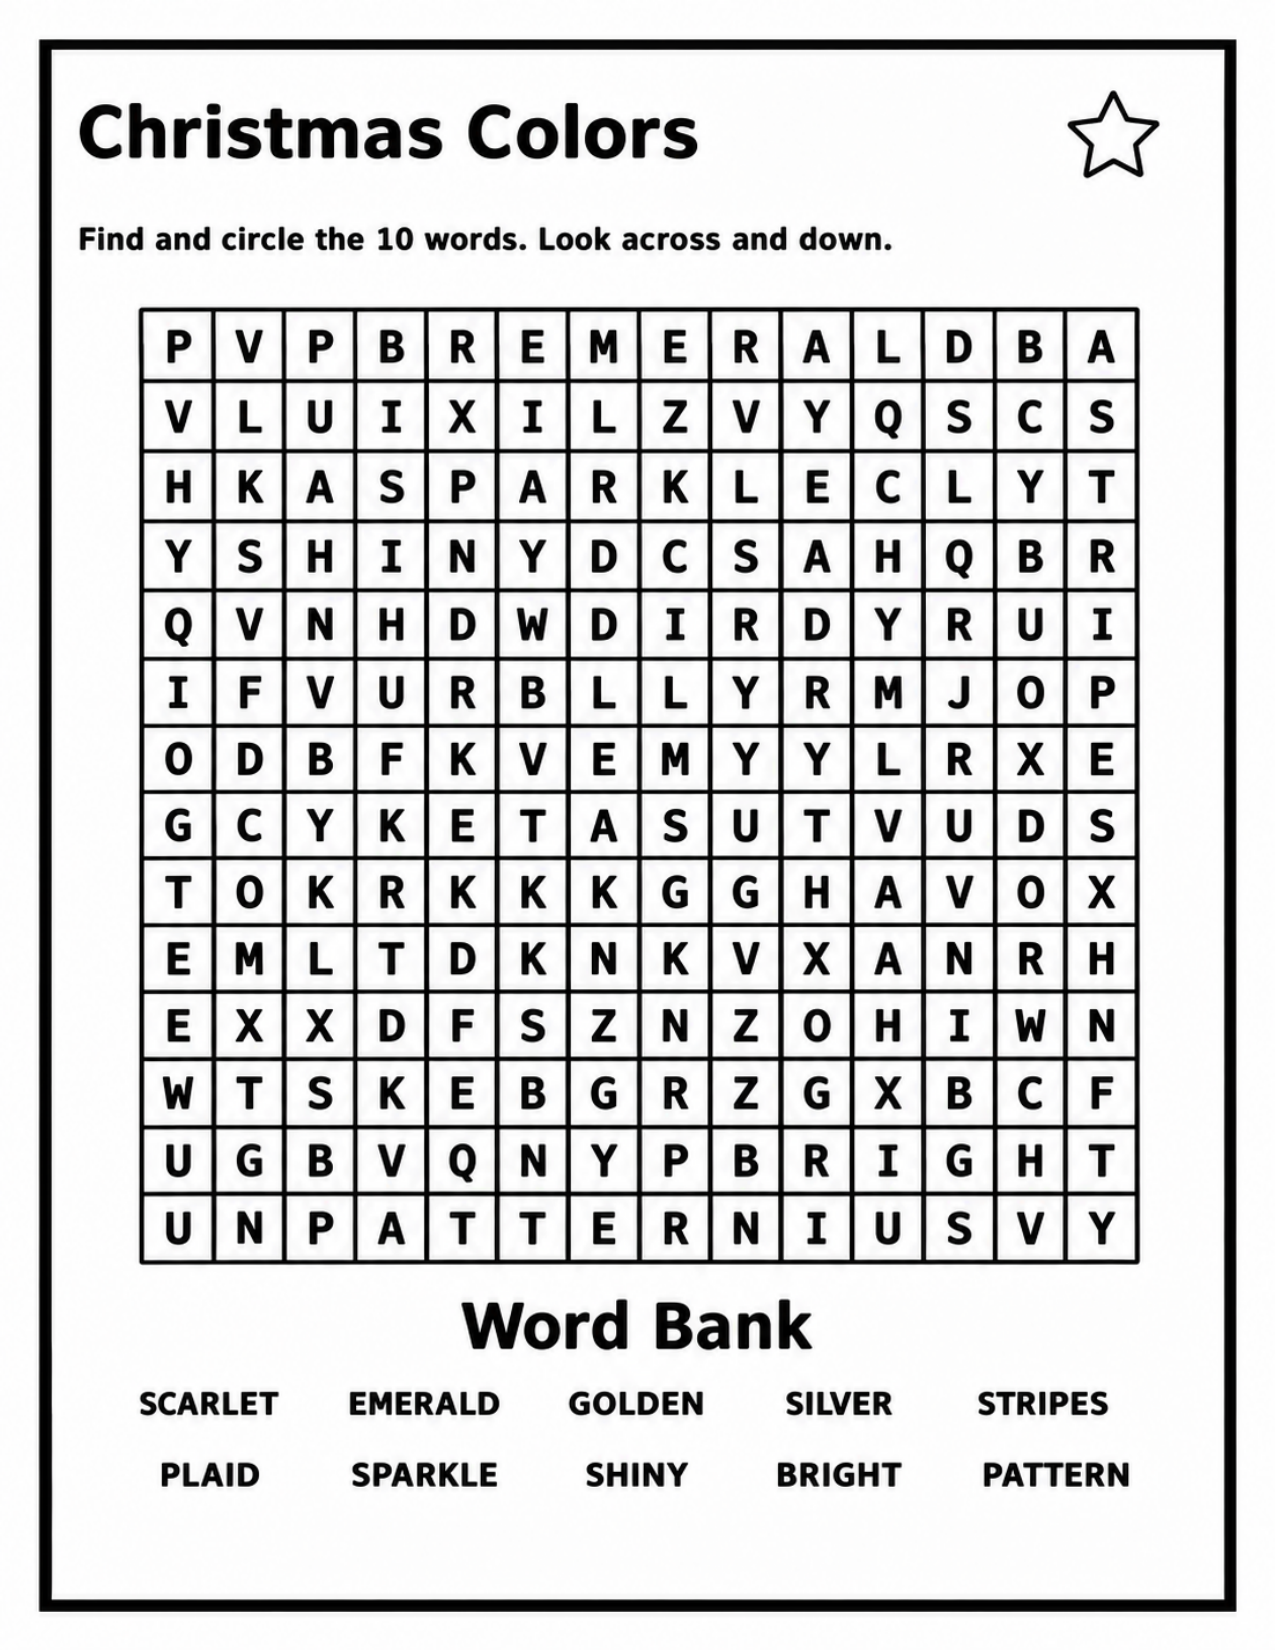 Christmas Colors
Find and circle the 10 words. Look across and down.
P V P B R E M E R A L D B A
V L U I X I L Z V Y Q S C S
H K A S P A R K L E C L Y T
Y S H I N Y D C S A H Q B R
Q V N H D W D I R D Y R U I
I F V U R B L L Y R M J O P
O D B F K V E M Y Y L R X E
G C Y K E T A S U T V U D S
T O K R K K K G G H A V O X
E M L T D K N K V X A N R H
E X X D F S Z N Z O H I W N
W T S K E B G R Z G X B C F
U G B V Q N Y P B R I G H T
U N P A T T E R N I U S V Y
Word Bank
SCARLET EMERALD GOLDEN SILVER STRIPES
PLAID SPARKLE SHINY BRIGHT PATTERN